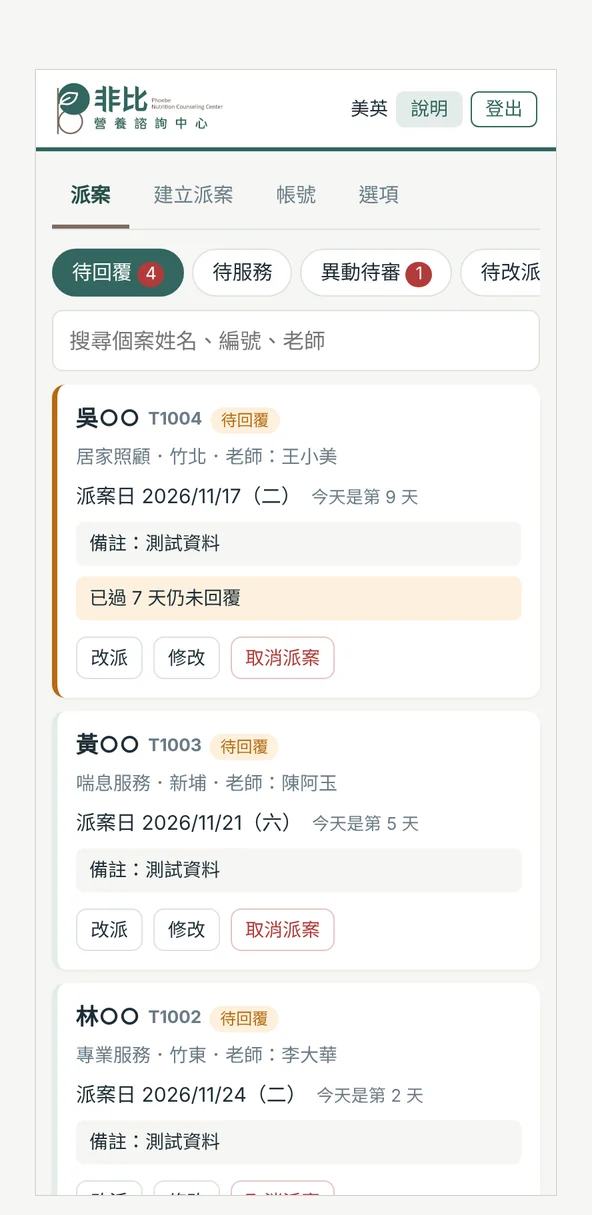 非比 Phoebe
Nutrition Counseling Center
營養諮詢中心
美英 說明 登出
派案 建立派案 帳號 選項
待回覆 4 待服務 異動待審 1 待改派
搜尋個案姓名、編號、老師
吳〇〇 T1004 待回覆
居家照顧・竹北・老師：王小美
派案日 2026/11/17（二） 今天是第 9 天
備註：測試資料
已過 7 天仍未回覆
改派 修改 取消派案
黃〇〇 T1003 待回覆
喘息服務・新埔・老師：陳阿玉
派案日 2026/11/21（六） 今天是第 5 天
備註：測試資料
改派 修改 取消派案
林〇〇 T1002 待回覆
專業服務・竹東・老師：李大華
派案日 2026/11/24（二） 今天是第 2 天
備註：測試資料